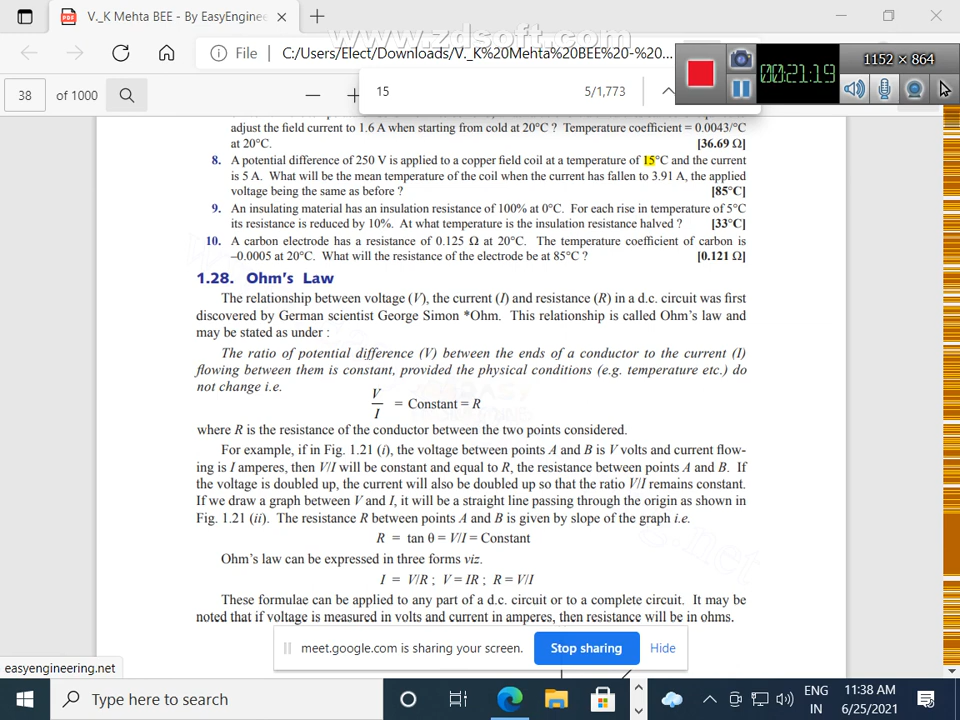 V._K Mehta BEE - By EasyEnginee
www.zdsoft.com
File
C:/Users/Elect/Downloads/V._K%20Mehta%20BEE%20-%20...
1152 × 864
00:21:19
38 of 1000
15 5/1,773
adjust the field current to 1.6 A when starting from cold at 20°C ? Temperature coefficient = 0.0043/°C
at 20°C. [36.69 Ω]
8. A potential difference of 250 V is applied to a copper field coil at a temperature of 15°C and the current
is 5 A. What will be the mean temperature of the coil when the current has fallen to 3.91 A, the applied
voltage being the same as before ? [85°C]
9. An insulating material has an insulation resistance of 100% at 0°C. For each rise in temperature of 5°C
its resistance is reduced by 10%. At what temperature is the insulation resistance halved ? [33°C]
10. A carbon electrode has a resistance of 0.125 Ω at 20°C. The temperature coefficient of carbon is
–0.0005 at 20°C. What will the resistance of the electrode be at 85°C ? [0.121 Ω]
1.28. Ohm's Law
The relationship between voltage (V), the current (I) and resistance (R) in a d.c. circuit was first
discovered by German scientist George Simon *Ohm. This relationship is called Ohm's law and
may be stated as under :
The ratio of potential difference (V) between the ends of a conductor to the current (I)
flowing between them is constant, provided the physical conditions (e.g. temperature etc.) do
not change i.e.
V/I = Constant = R
where R is the resistance of the conductor between the two points considered.
For example, if in Fig. 1.21 (i), the voltage between points A and B is V volts and current flow-
ing is I amperes, then V/I will be constant and equal to R, the resistance between points A and B. If
the voltage is doubled up, the current will also be doubled up so that the ratio V/I remains constant.
If we draw a graph between V and I, it will be a straight line passing through the origin as shown in
Fig. 1.21 (ii). The resistance R between points A and B is given by slope of the graph i.e.
R = tan θ = V/I = Constant
Ohm's law can be expressed in three forms viz.
I = V/R ; V = IR ; R = V/I
These formulae can be applied to any part of a d.c. circuit or to a complete circuit. It may be
noted that if voltage is measured in volts and current in amperes, then resistance will be in ohms.
meet.google.com is sharing your screen. Stop sharing Hide
easyengineering.net
Type here to search
ENG
IN
11:38 AM
6/25/2021